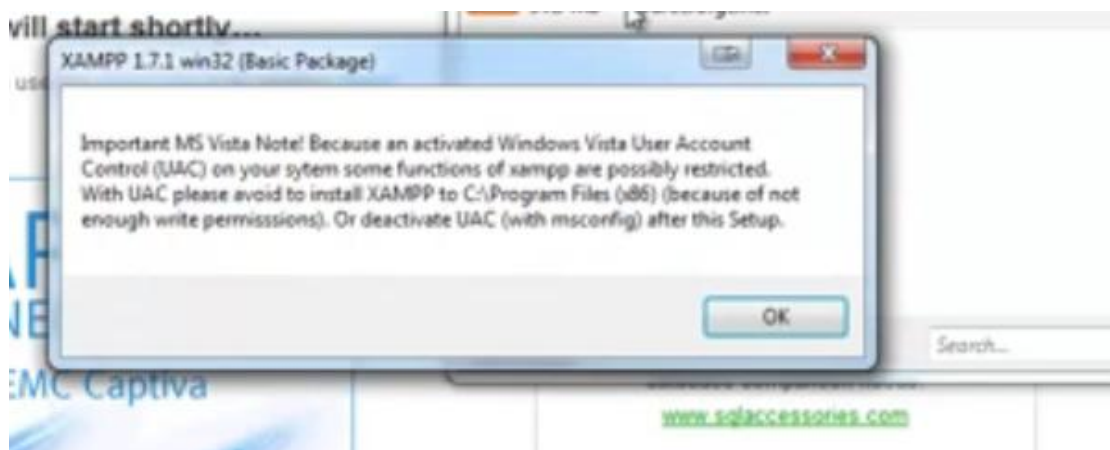 will start shortly...
XAMPP 1.7.1 win32 (Basic Package)
use
Important MS Vista Note! Because an activated Windows Vista User Account
Control (UAC) on your sytem some functions of xampp are possibly restricted.
With UAC please avoid to install XAMPP to C:\Program Files (x86) (because of not
enough write permisssions). Or deactivate UAC (with msconfig) after this Setup.
OK
Search...
EMC Captiva
www.sqlaccessories.com